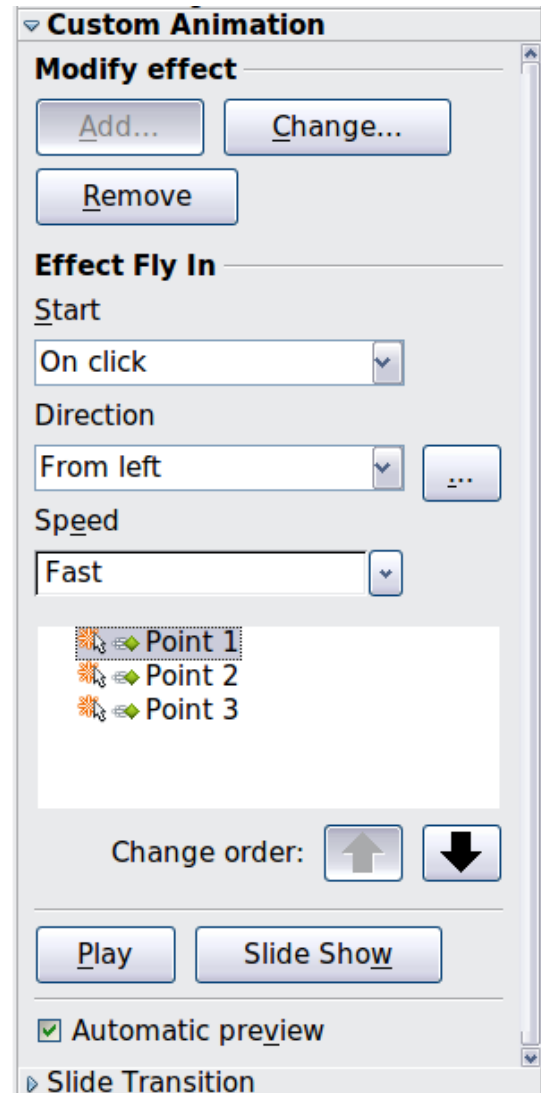 Custom Animation
Modify effect
Add... Change...
Remove
Effect Fly In
Start
On click
Direction
From left ...
Speed
Fast
Point 1
Point 2
Point 3
Change order:
Play Slide Show
Automatic preview
Slide Transition